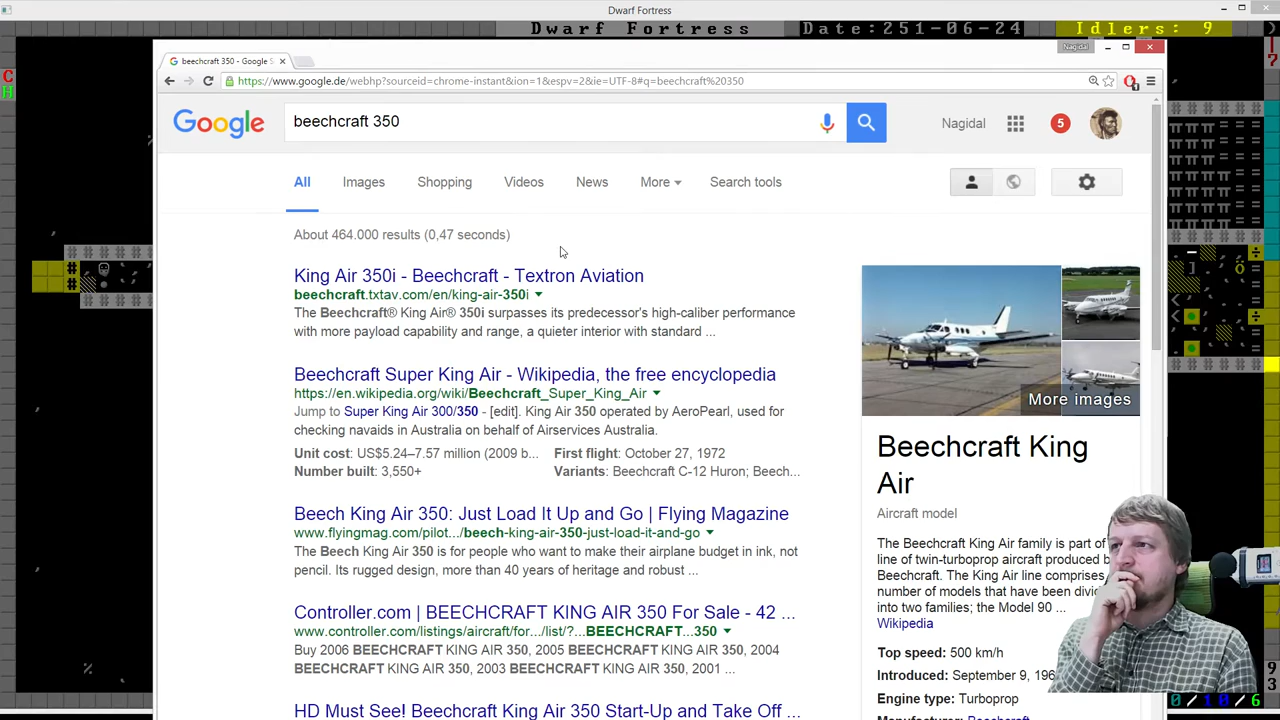 Dwarf Fortress
Dwarf Fortress Date:251-06-24 Idlers: 9
Nagidal
beechcraft 350 - Google S
https://www.google.de/webhp?sourceid=chrome-instant&ion=1&espv=2&ie=UTF-8#q=beechcraft%20350
Google beechcraft 350 Nagidal 5
All Images Shopping Videos News More Search tools
About 464.000 results (0,47 seconds)
King Air 350i - Beechcraft - Textron Aviation
beechcraft.txtav.com/en/king-air-350i
The Beechcraft® King Air® 350i surpasses its predecessor's high-caliber performance
with more payload capability and range, a quieter interior with standard ...
Beechcraft Super King Air - Wikipedia, the free encyclopedia
https://en.wikipedia.org/wiki/Beechcraft_Super_King_Air
Jump to Super King Air 300/350 - [edit]. King Air 350 operated by AeroPearl, used for
checking navaids in Australia on behalf of Airservices Australia.
Unit cost: US$5.24–7.57 million (2009 b... First flight: October 27, 1972
Number built: 3,550+ Variants: Beechcraft C-12 Huron; Beech...
Beech King Air 350: Just Load It Up and Go | Flying Magazine
www.flyingmag.com/pilot.../beech-king-air-350-just-load-it-and-go
The Beech King Air 350 is for people who want to make their airplane budget in ink, not
pencil. Its rugged design, more than 40 years of heritage and robust ...
Controller.com | BEECHCRAFT KING AIR 350 For Sale - 42 ...
www.controller.com/listings/aircraft/for.../list/?...BEECHCRAFT...350
Buy 2006 BEECHCRAFT KING AIR 350, 2005 BEECHCRAFT KING AIR 350, 2004
BEECHCRAFT KING AIR 350, 2003 BEECHCRAFT KING AIR 350, 2001 ...
HD Must See! Beechcraft King Air 350 Start-Up and Take Off ...
More images
Beechcraft King
Air
Aircraft model
The Beechcraft King Air family is part of
line of twin-turboprop aircraft produced b
Beechcraft. The King Air line comprises
number of models that have been divid
into two families; the Model 90 ...
Wikipedia
Top speed: 500 km/h
Introduced: September 9, 196
Engine type: Turboprop
Manufacturer: Beechcraft
0/10/6